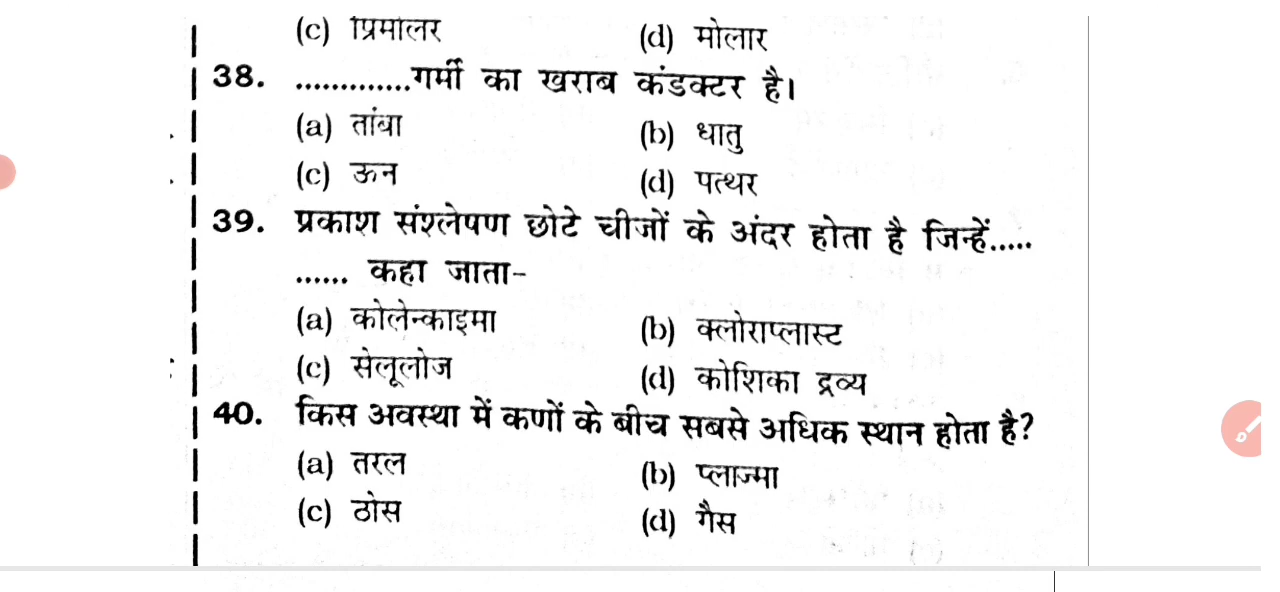 (c) प्रिमोलर (d) मोलार
38. .............गर्मी का खराब कंडक्टर है।
(a) तांबा (b) धातु
(c) ऊन (d) पत्थर
39. प्रकाश संश्लेपण छोटे चीजों के अंदर होता है जिन्हें.....
...... कहा जाता-
(a) कोलेन्काइमा (b) क्लोराप्लास्ट
(c) सेलूलोज (d) कोशिका द्रव्य
40. किस अवस्था में कणों के बीच सबसे अधिक स्थान होता है?
(a) तरल (b) प्लाज्मा
(c) ठोस (d) गैस